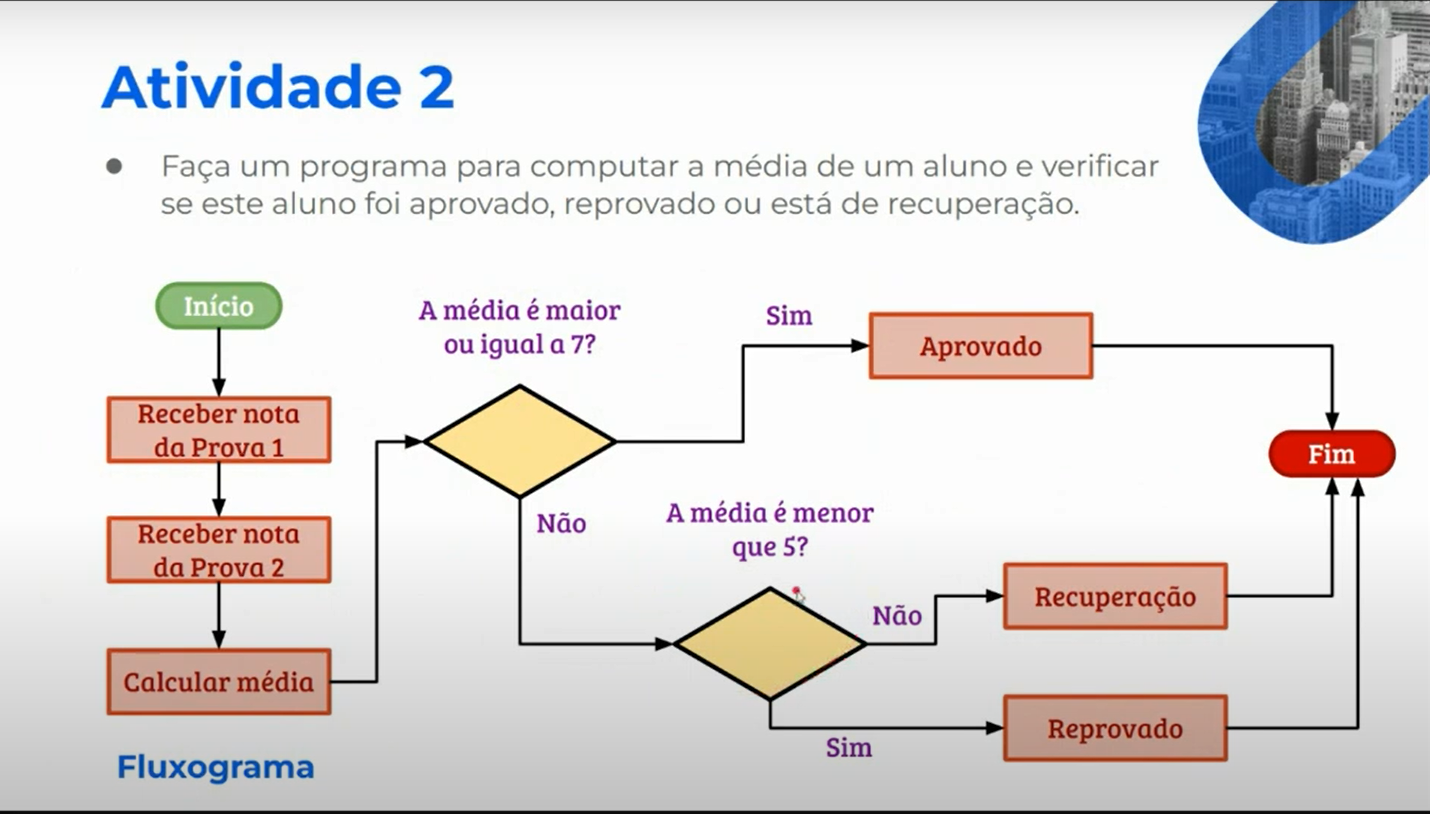 Atividade 2
● Faça um programa para computar a média de um aluno e verificar
se este aluno foi aprovado, reprovado ou está de recuperação.
Início
Receber nota
da Prova 1
Receber nota
da Prova 2
Calcular média
Fluxograma
A média é maior
ou igual a 7?
Sim
Aprovado
Não
A média é menor
que 5?
Não
Recuperação
Sim
Reprovado
Fim